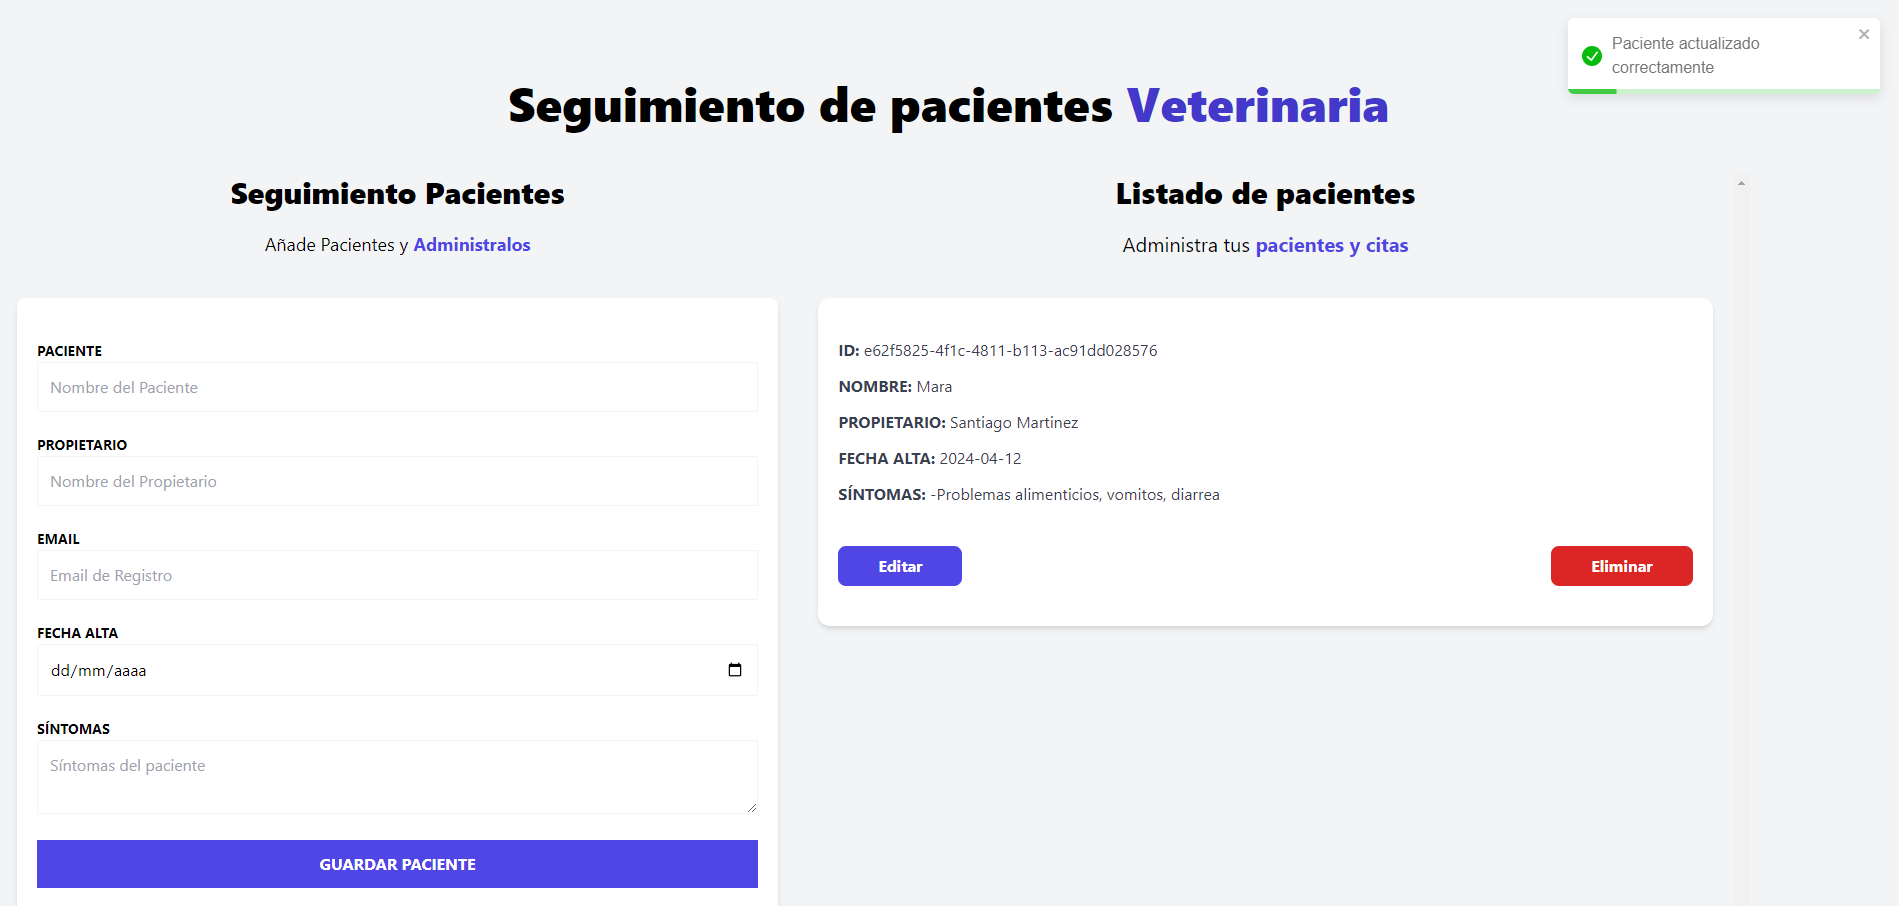 Paciente actualizado
correctamente
Seguimiento de pacientes Veterinaria
Seguimiento Pacientes
Añade Pacientes y Administralos
PACIENTE
Nombre del Paciente
PROPIETARIO
Nombre del Propietario
EMAIL
Email de Registro
FECHA ALTA
dd/mm/aaaa
SÍNTOMAS
Síntomas del paciente
GUARDAR PACIENTE
Listado de pacientes
Administra tus pacientes y citas
ID: e62f5825-4f1c-4811-b113-ac91dd028576
NOMBRE: Mara
PROPIETARIO: Santiago Martinez
FECHA ALTA: 2024-04-12
SÍNTOMAS: -Problemas alimenticios, vomitos, diarrea
Editar
Eliminar